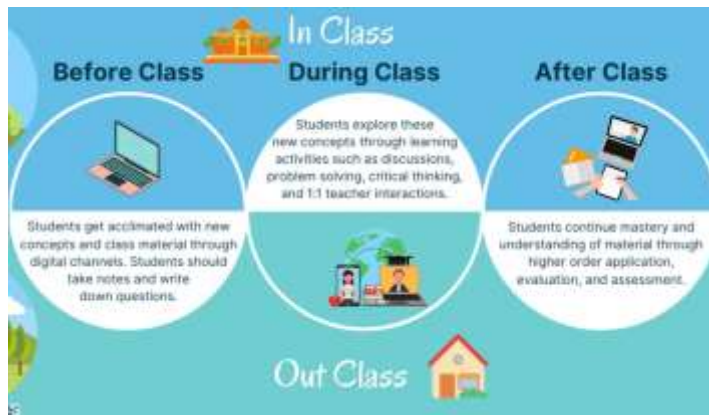 In Class
Before Class
During Class
After Class
Students explore these
new concepts through learning
activities such as discussions,
problem solving, critical thinking,
and 1:1 teacher interactions.
Students get acclimated with new
concepts and class material through
digital channels. Students should
take notes and write
down questions.
Students continue mastery and
understanding of material through
higher order application,
evaluation, and assessment.
Out Class